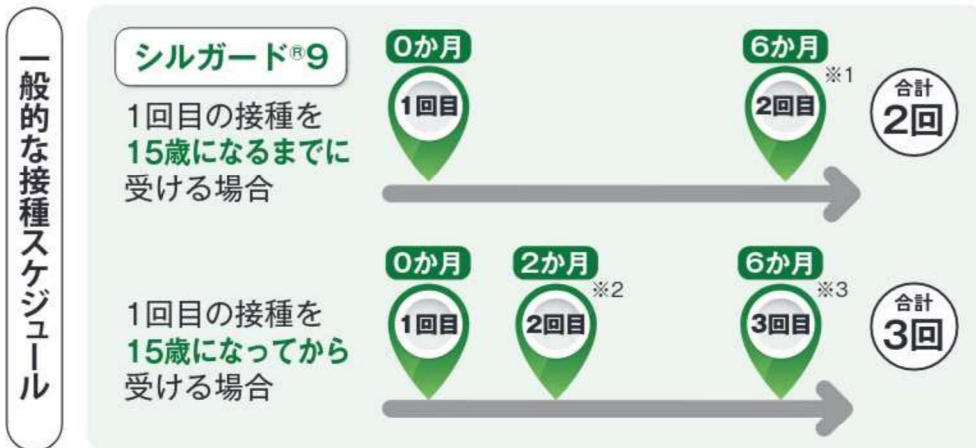 一般的な接種スケジュール
シルガード®9
1回目の接種を
15歳になるまでに
受ける場合
0か月
1回目
6か月
※1
2回目
合計
2回
1回目の接種を
15歳になってから
受ける場合
0か月
1回目
2か月
※2
2回目
6か月
※3
3回目
合計
3回